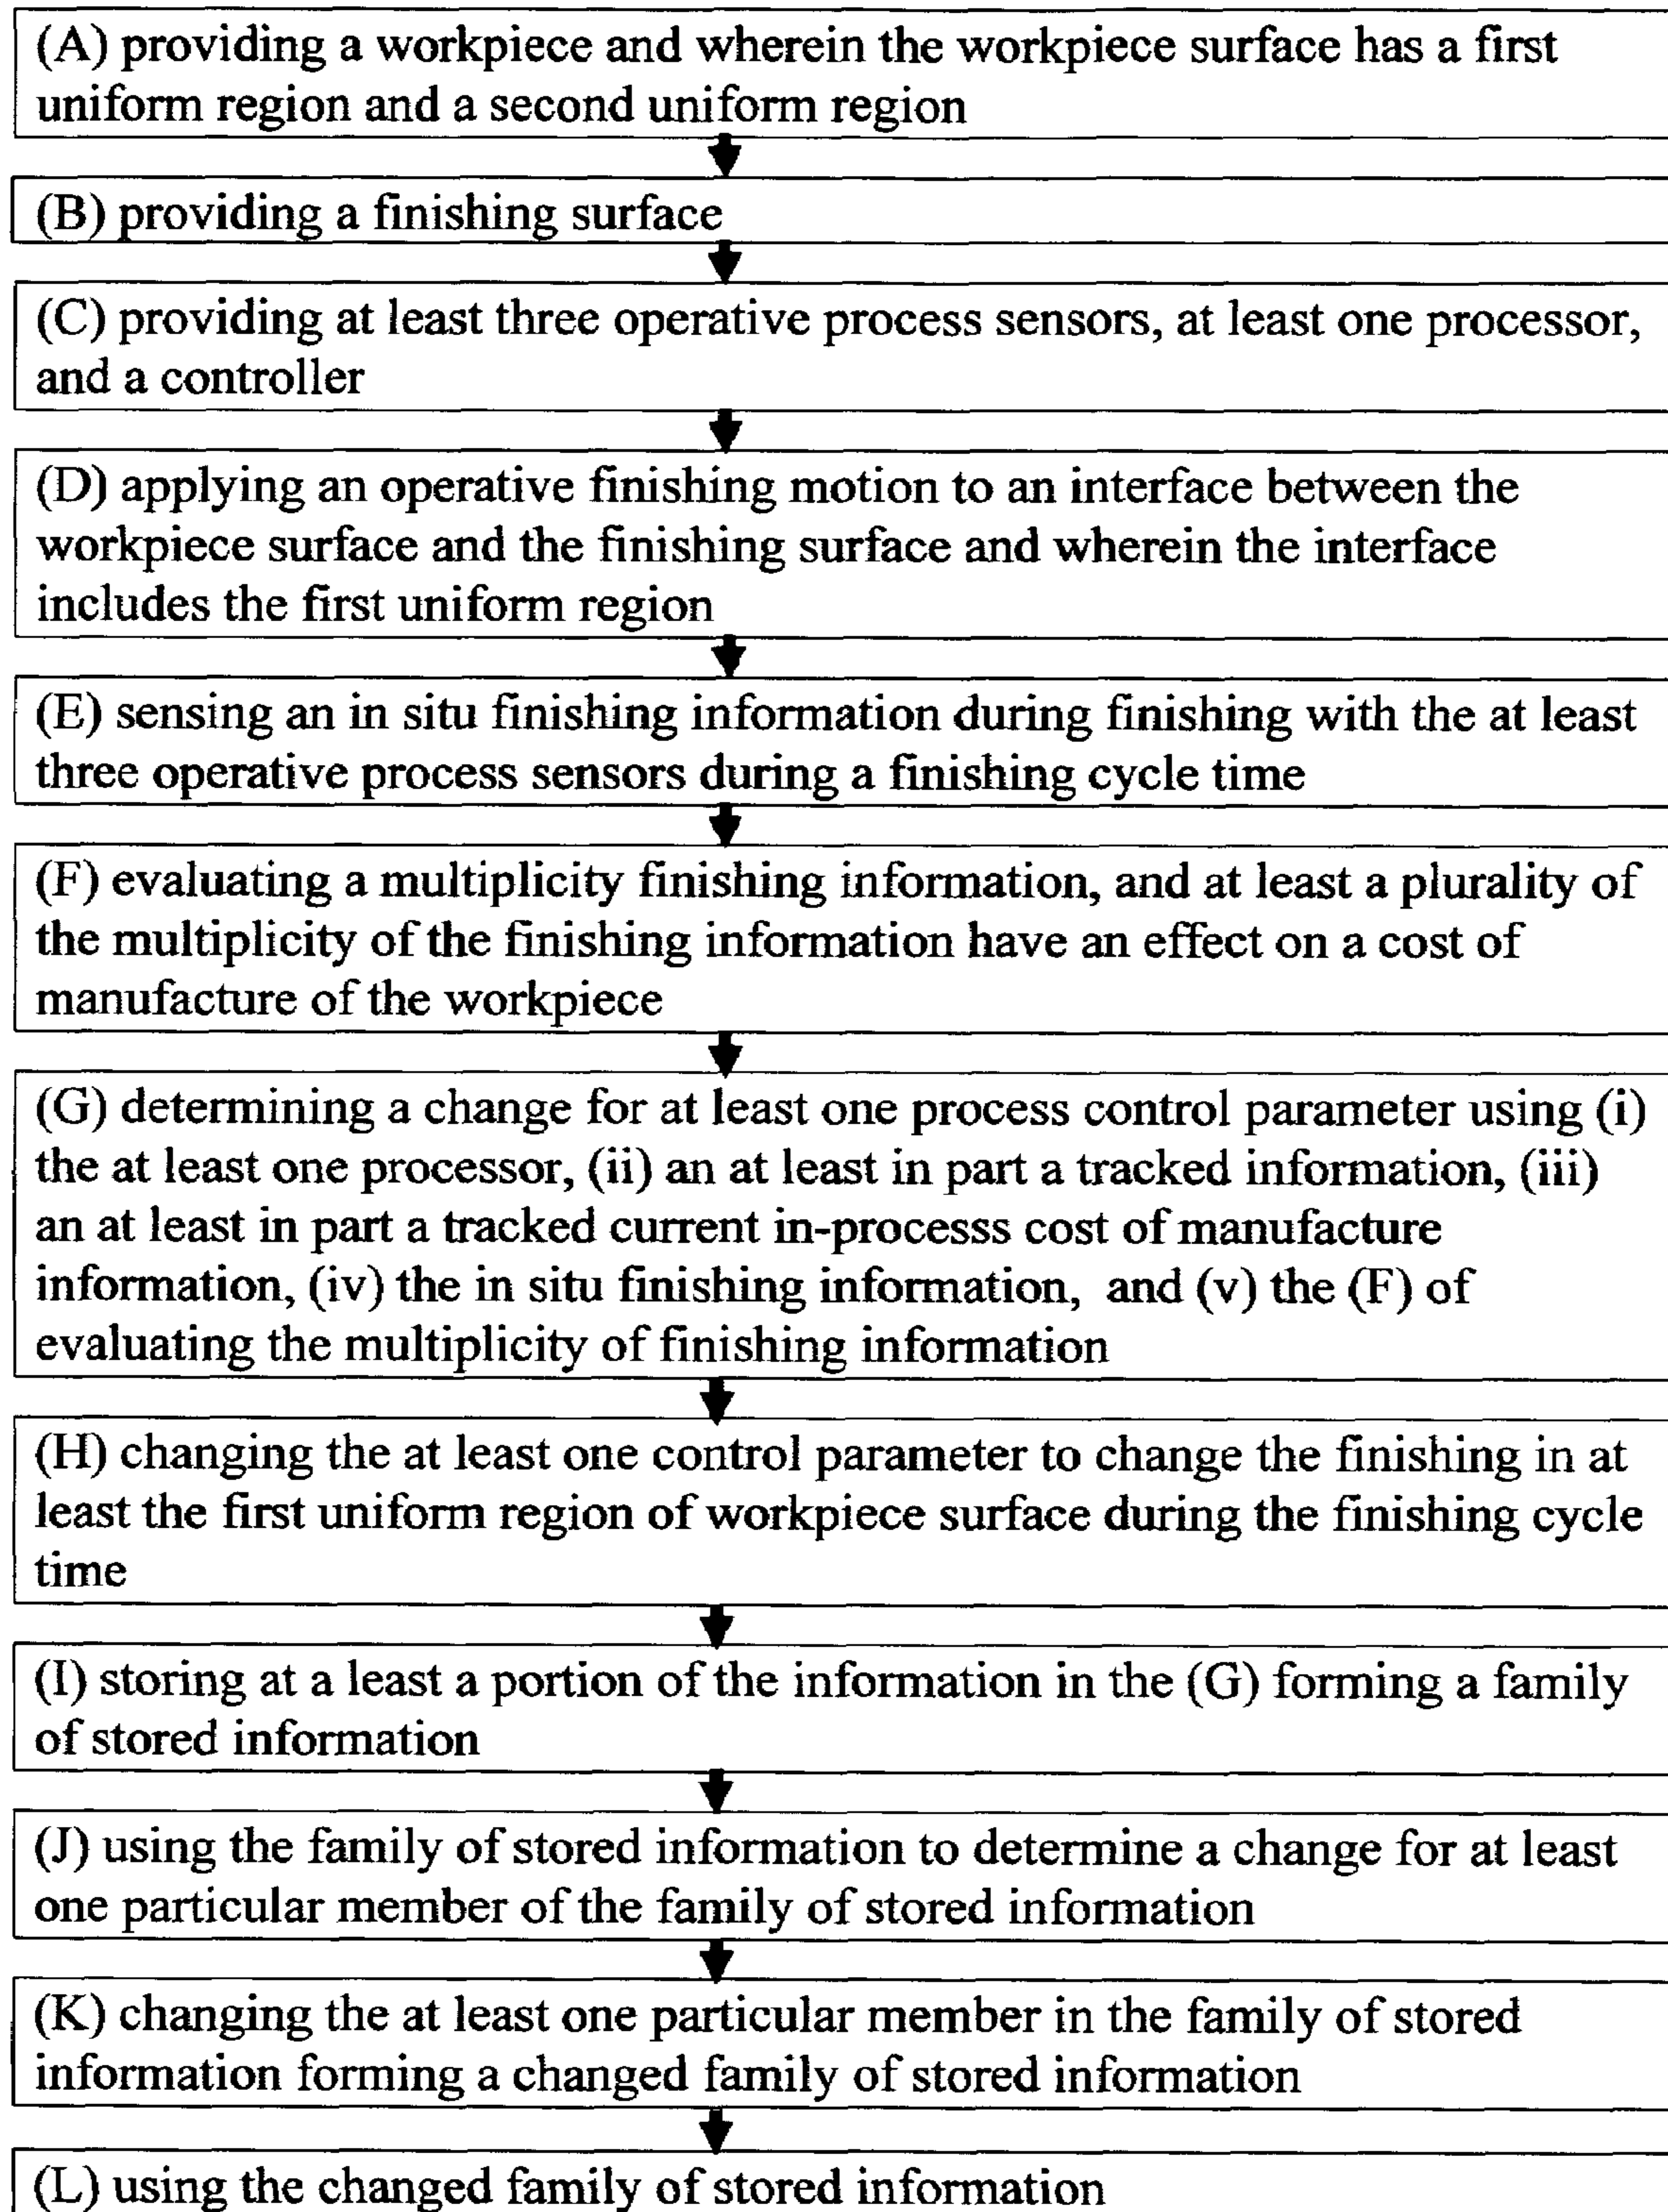 (A) providing a workpiece and wherein the workpiece surface has a first
uniform region and a second uniform region
(B) providing a finishing surface
(C) providing at least three operative process sensors, at least one processor,
and a controller
(D) applying an operative finishing motion to an interface between the
workpiece surface and the finishing surface and wherein the interface
includes the first uniform region
(E) sensing an in situ finishing information during finishing with the at least
three operative process sensors during a finishing cycle time
(F) evaluating a multiplicity finishing information, and at least a plurality of
the multiplicity of the finishing information have an effect on a cost of
manufacture of the workpiece
(G) determining a change for at least one process control parameter using (i)
the at least one processor, (ii) an at least in part a tracked information, (iii)
an at least in part a tracked current in-processs cost of manufacture
information, (iv) the in situ finishing information, and (v) the (F) of
evaluating the multiplicity of finishing information
(H) changing the at least one control parameter to change the finishing in at
least the first uniform region of workpiece surface during the finishing cycle
time
(I) storing at a least a portion of the information in the (G) forming a family
of stored information
(J) using the family of stored information to determine a change for at least
one particular member of the family of stored information
(K) changing the at least one particular member in the family of stored
information forming a changed family of stored information
(L) using the changed family of stored information